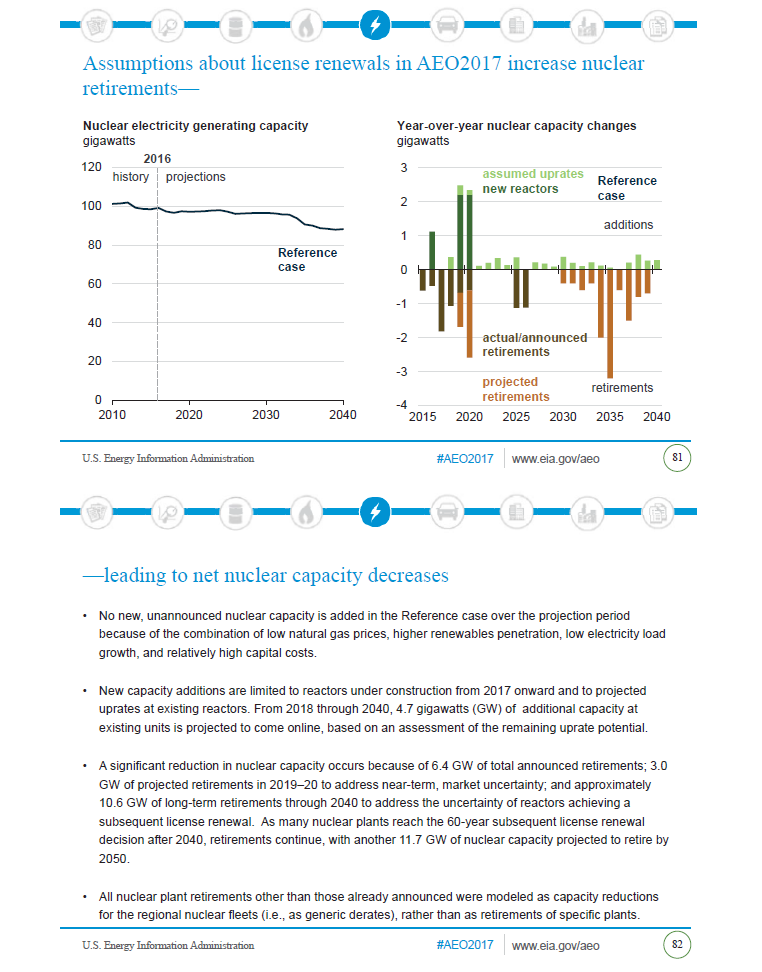 Assumptions about license renewals in AEO2017 increase nuclear
retirements—
Nuclear electricity generating capacity
gigawatts
2016
history
projections
120
100
80
60
40
20
0
Reference
case
2010
2020
2030
2040
Year-over-year nuclear capacity changes
gigawatts
3
2
1
0
-1
-2
-3
-4
assumed uprates
new reactors
Reference
case
additions
actual/announced
retirements
projected
retirements
retirements
2015
2020
2025
2030
2035
2040
U.S. Energy Information Administration
#AEO2017
www.eia.gov/aeo
81
—leading to net nuclear capacity decreases
• No new, unannounced nuclear capacity is added in the Reference case over the projection period
because of the combination of low natural gas prices, higher renewables penetration, low electricity load
growth, and relatively high capital costs.
• New capacity additions are limited to reactors under construction from 2017 onward and to projected
uprates at existing reactors. From 2018 through 2040, 4.7 gigawatts (GW) of additional capacity at
existing units is projected to come online, based on an assessment of the remaining uprate potential.
• A significant reduction in nuclear capacity occurs because of 6.4 GW of total announced retirements; 3.0
GW of projected retirements in 2019–20 to address near-term, market uncertainty; and approximately
10.6 GW of long-term retirements through 2040 to address the uncertainty of reactors achieving a
subsequent license renewal. As many nuclear plants reach the 60-year subsequent license renewal
decision after 2040, retirements continue, with another 11.7 GW of nuclear capacity projected to retire by
2050.
• All nuclear plant retirements other than those already announced were modeled as capacity reductions
for the regional nuclear fleets (i.e., as generic derates), rather than as retirements of specific plants.
U.S. Energy Information Administration
#AEO2017
www.eia.gov/aeo
82